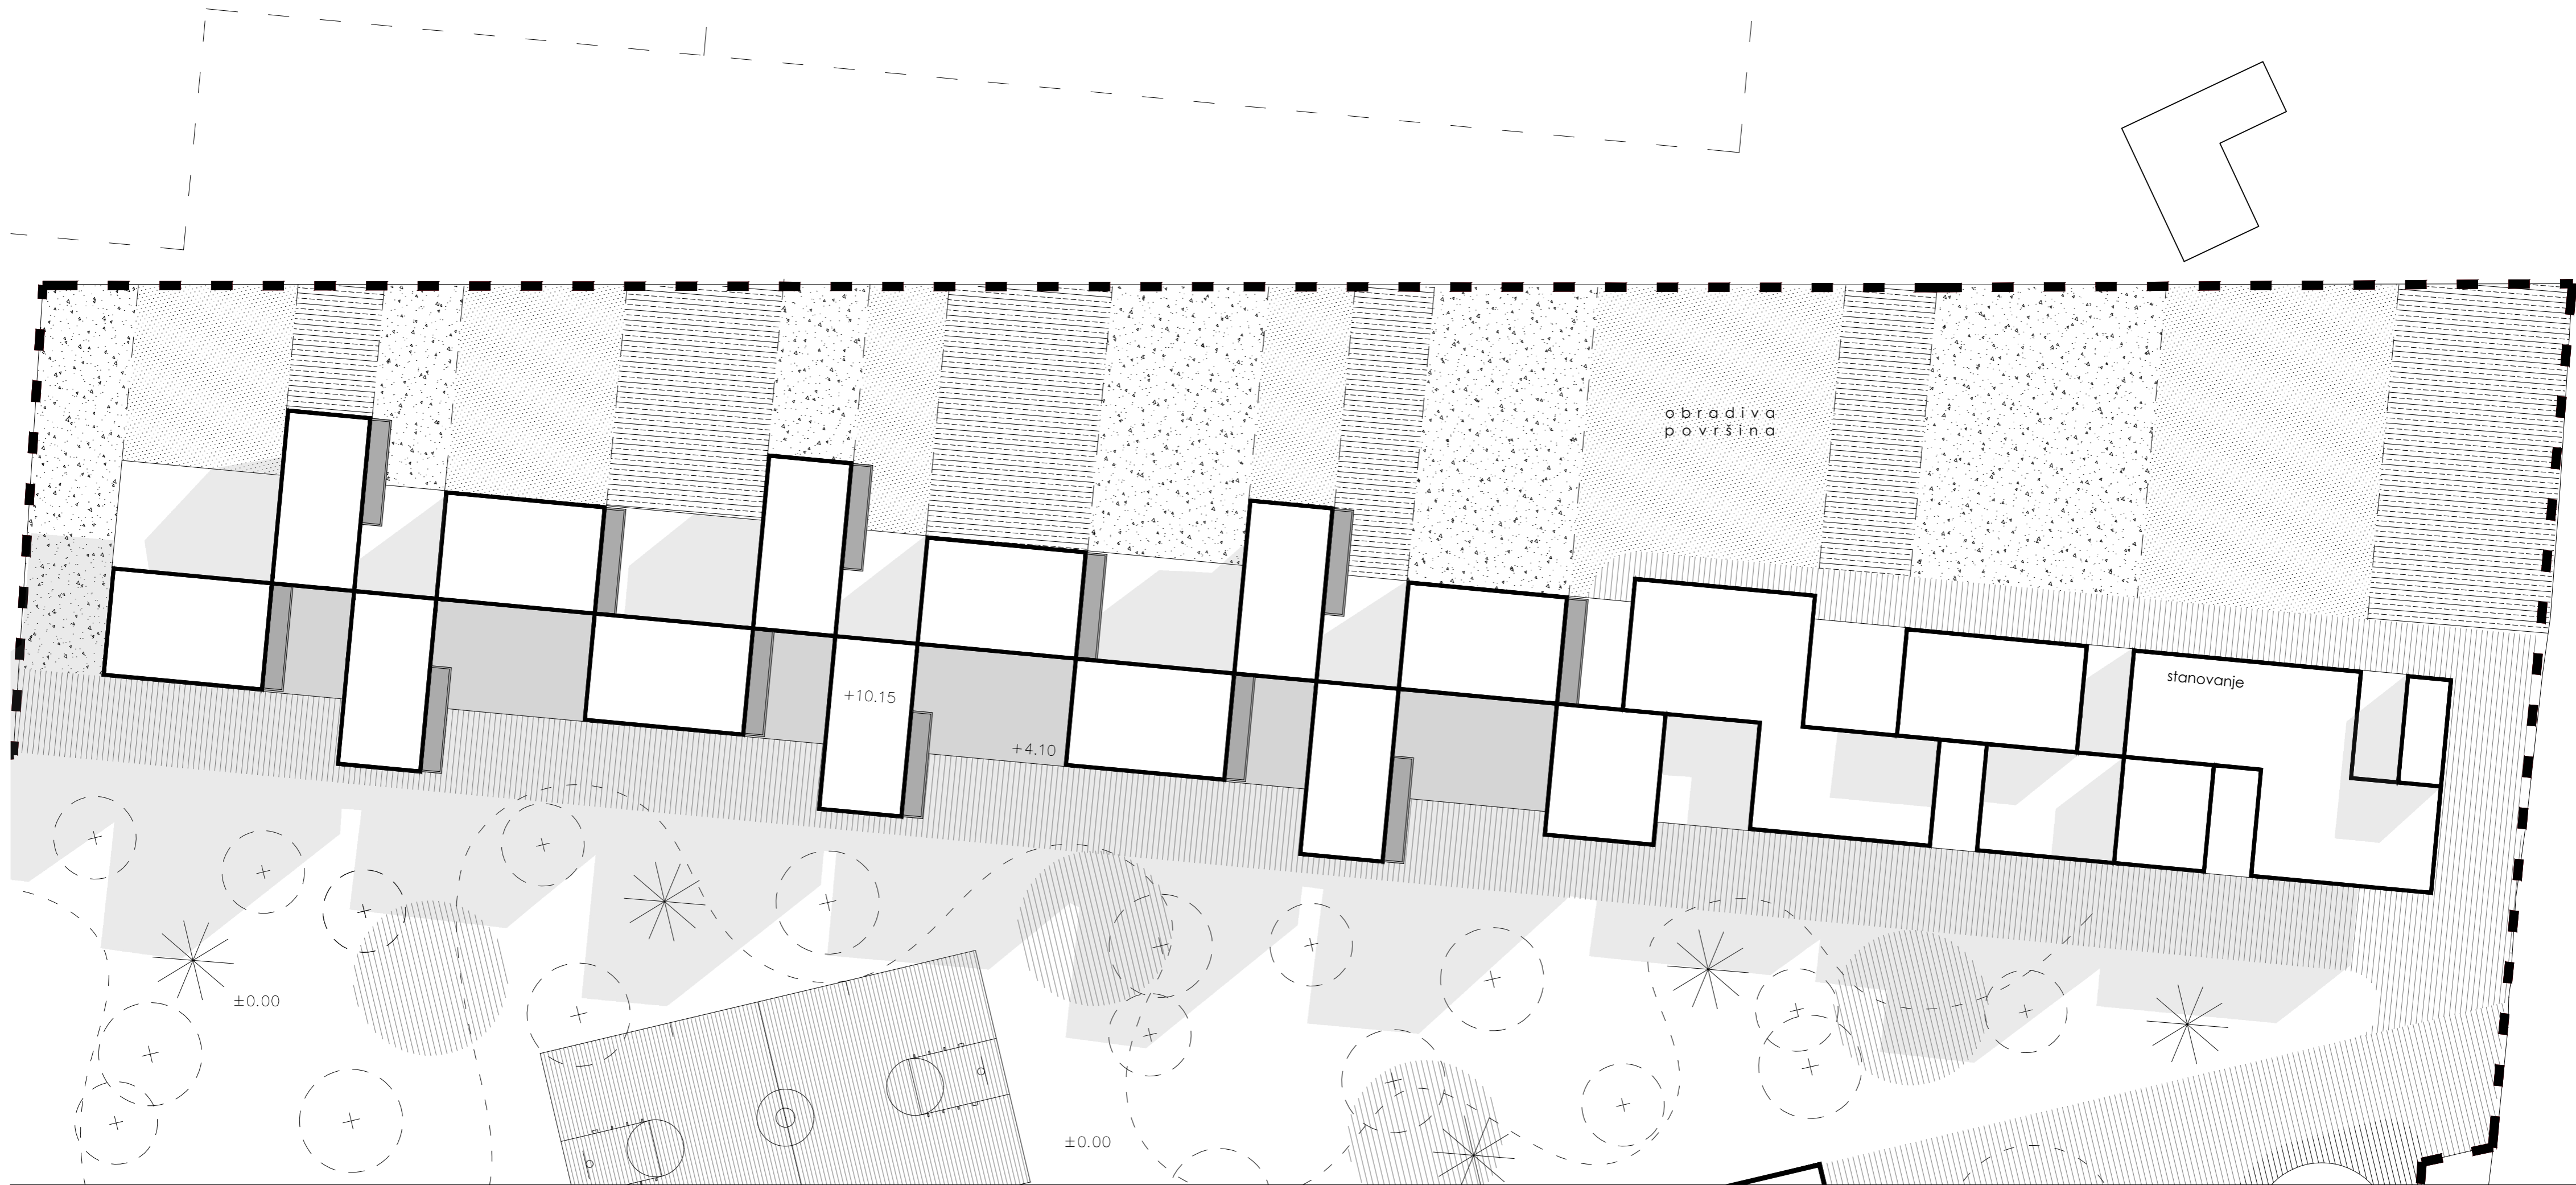 obradiva
površina
stanovanje
+10.15
+4.10
±0.00
±0.00